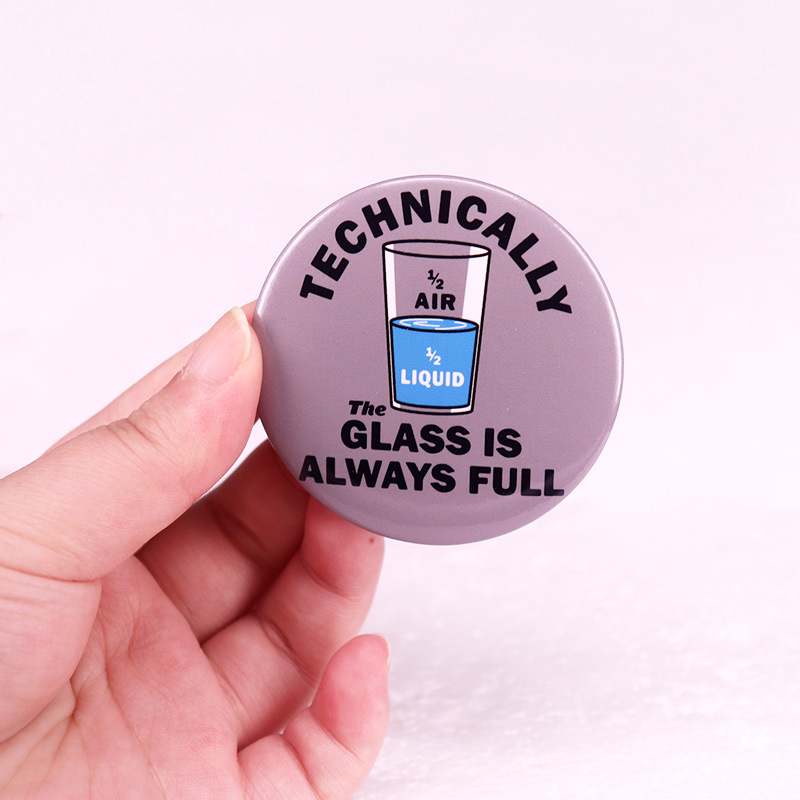 TECHNICALLY
½
AIR
½
LIQUID
The
GLASS IS
ALWAYS FULL